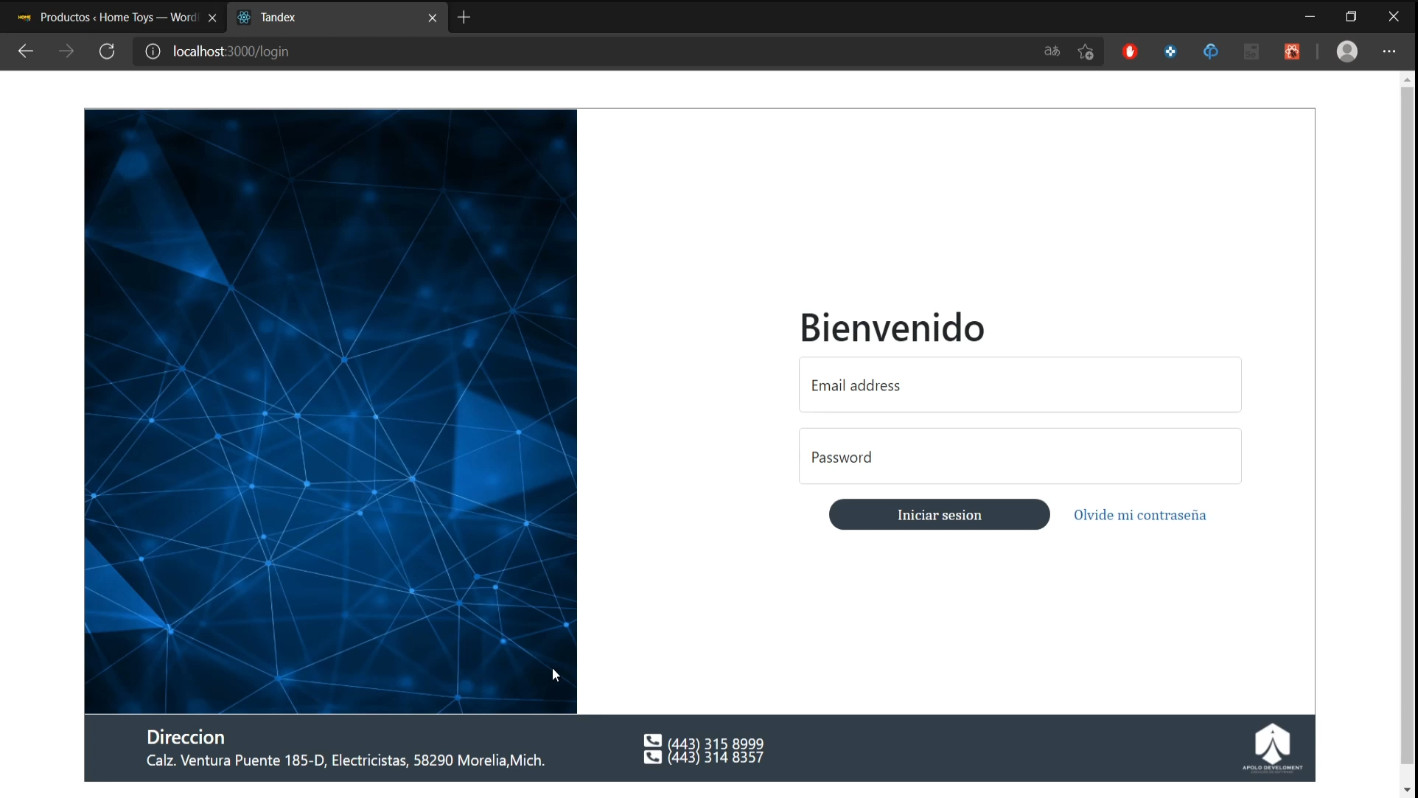 Productos ‹ Home Toys — Word
Tandex
localhost:3000/login
Bienvenido
Email address
Password
Iniciar sesion
Olvide mi contraseña
Direccion
Calz. Ventura Puente 185-D, Electricistas, 58290 Morelia,Mich.
(443) 315 8999
(443) 314 8357
APOLO DEVELOPMENT